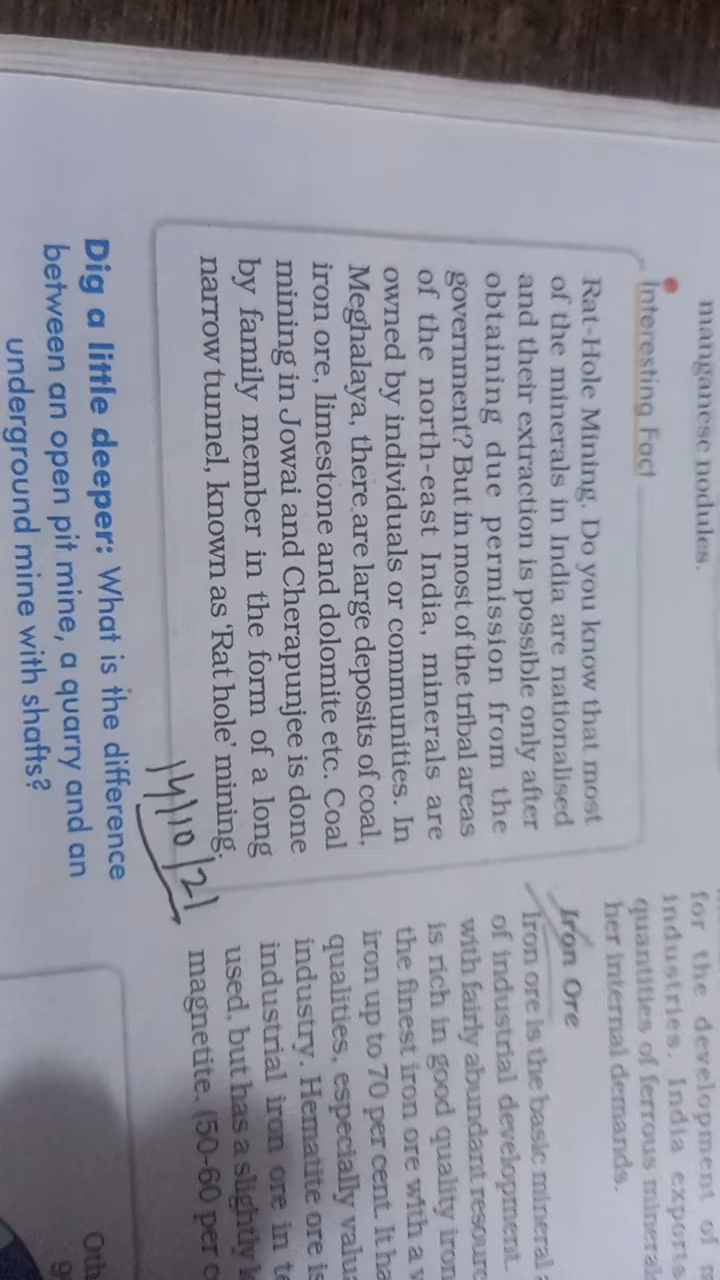 manganese nodules.
Interesting Fact
Rat-Hole Mining. Do you know that most
of the minerals in India are nationalised
and their extraction is possible only after
obtaining due permission from the
government? But in most of the tribal areas
of the north-east India, minerals are
owned by individuals or communities. In
Meghalaya, there are large deposits of coal,
iron ore, limestone and dolomite etc. Coal
mining in Jowai and Cherapunjee is done
by family member in the form of a long
narrow tunnel, known as ‘Rat hole’ mining.
14/10/21
Dig a little deeper: What is the difference
between an open pit mine, a quarry and an
underground mine with shafts?
for the development of
industries. India exports
quantities of ferrous mineral
her internal demands.
Iron Ore
Iron ore is the basic mineral
of industrial development.
with fairly abundant
is rich in good quality iron
the finest iron ore with a
iron up to 70 per cent. It
qualities, especially
industry. Hematite ore is
industrial iron ore in
used, but has a slightly
magnetite. (50-60 per